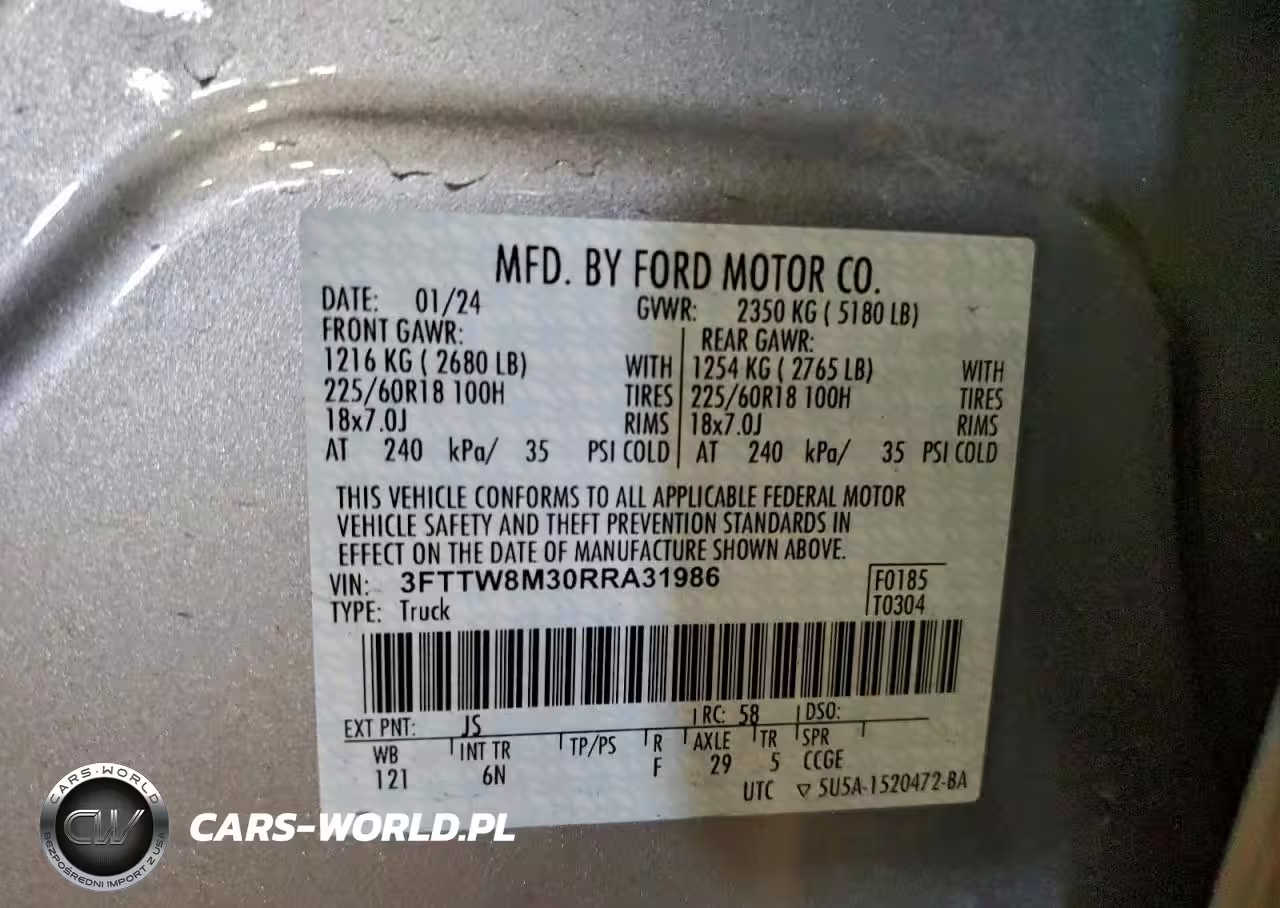 MFD. BY FORD MOTOR CO.
DATE: 01/24 GVWR: 2350 KG ( 5180 LB)
FRONT GAWR: REAR GAWR:
1216 KG ( 2680 LB) WITH 1254 KG ( 2765 LB) WITH
225/60R18 100H TIRES 225/60R18 100H TIRES
18x7.0J RIMS 18x7.0J RIMS
AT 240 kPa/ 35 PSI COLD AT 240 kPa/ 35 PSI COLD
THIS VEHICLE CONFORMS TO ALL APPLICABLE FEDERAL MOTOR
VEHICLE SAFETY AND THEFT PREVENTION STANDARDS IN
EFFECT ON THE DATE OF MANUFACTURE SHOWN ABOVE.
VIN: 3FTTW8M30RRA31986 F0185
TYPE: Truck T0304
EXT PNT: JS RC: 58 DSO:
WB INT TR TP/PS R AXLE TR SPR
121 6N F 29 5 CCGE
UTC ▽ 5U5A-1520472-BA
CARS-WORLD
CW
BEZPOŚREDNI IMPORT Z USA
CARS-WORLD.PL